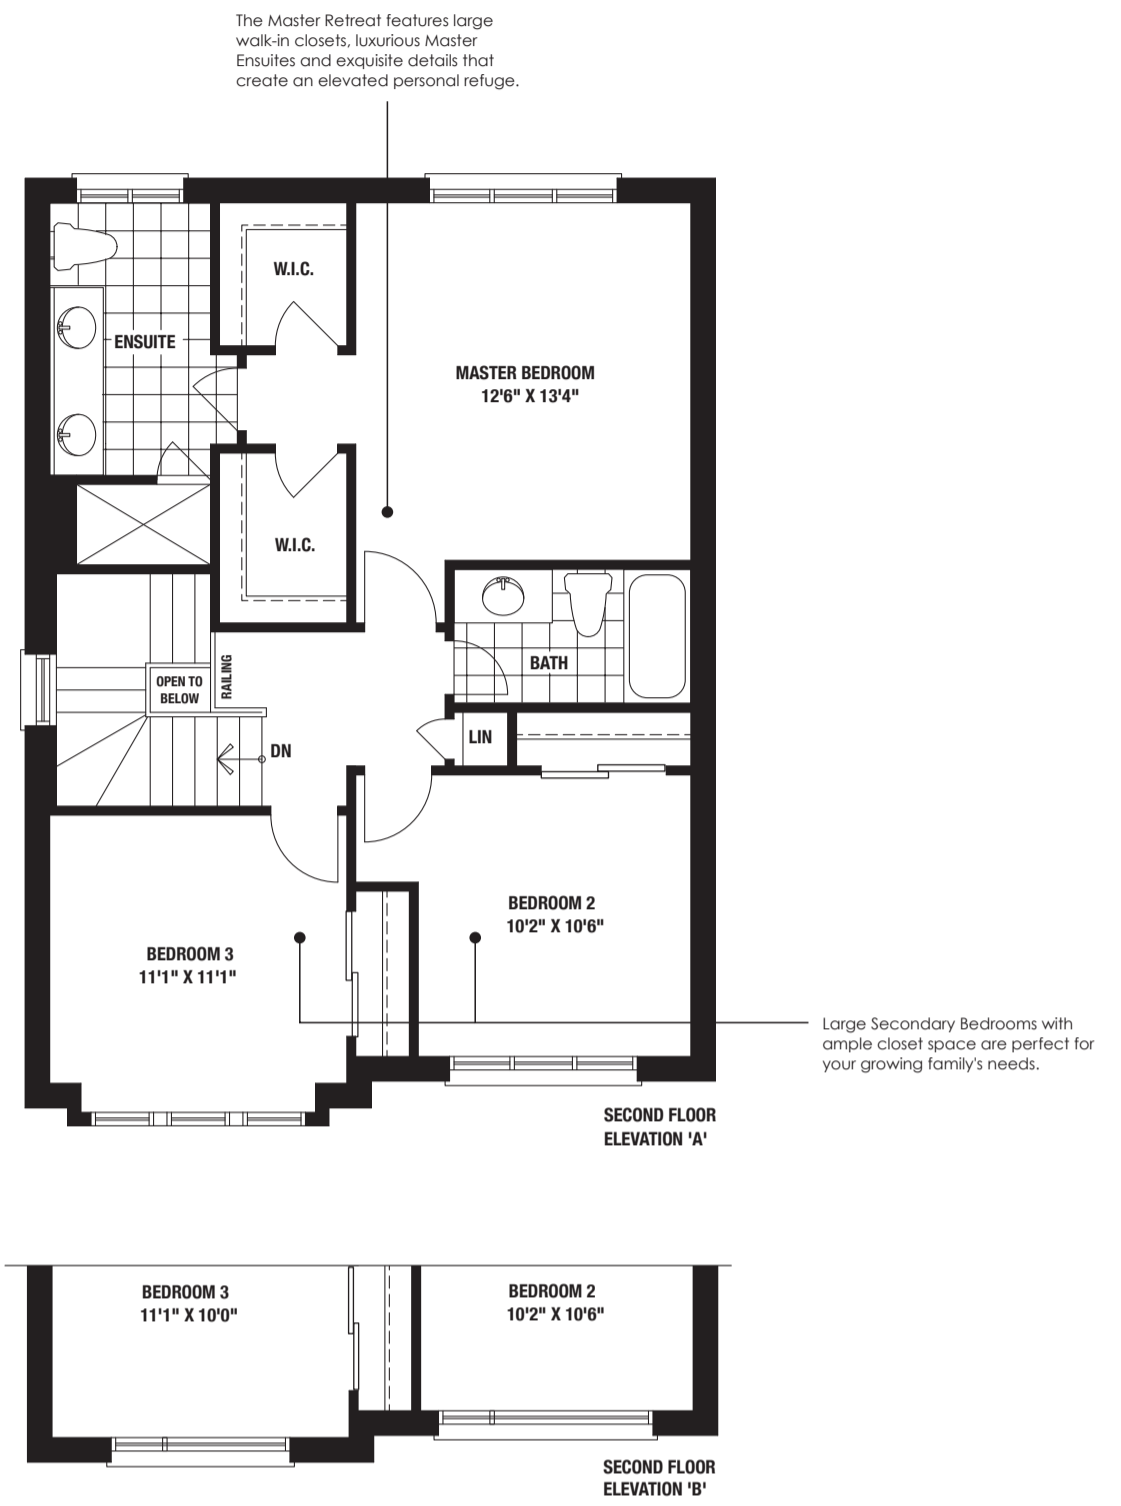 The Master Retreat features large
walk-in closets, luxurious Master
Ensuites and exquisite details that
create an elevated personal refuge.
W.I.C.
ENSUITE
MASTER BEDROOM
12'6" X 13'4"
W.I.C.
BATH
RAILING
OPEN TO
BELOW
LIN
DN
BEDROOM 2
10'2" X 10'6"
BEDROOM 3
11'1" X 11'1"
Large Secondary Bedrooms with
ample closet space are perfect for
your growing family's needs.
SECOND FLOOR
ELEVATION 'A'
BEDROOM 3
11'1" X 10'0"
BEDROOM 2
10'2" X 10'6"
SECOND FLOOR
ELEVATION 'B'